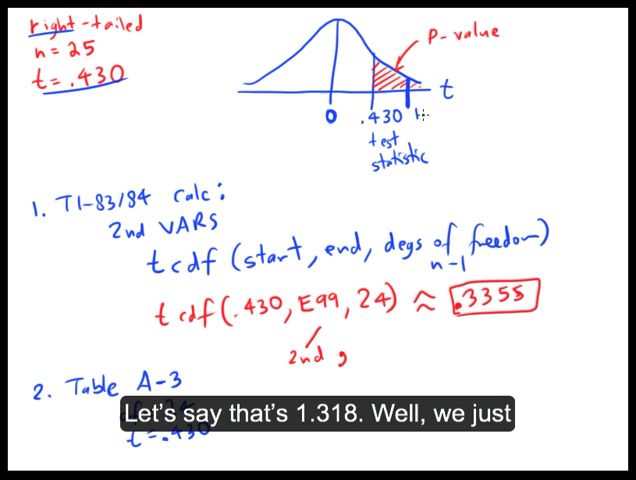 right-tailed
n = 25
t = .430
P-value
t
0
.430
test
statistic
1. TI-83/84 Calc:
2nd VARS
tcdf (start, end, degs of freedom)
n-1
tcdf(.430, E99, 24) ≈ .3355
2nd ,
2. Table A-3
Let's say that's 1.318. Well, we just
t = .430